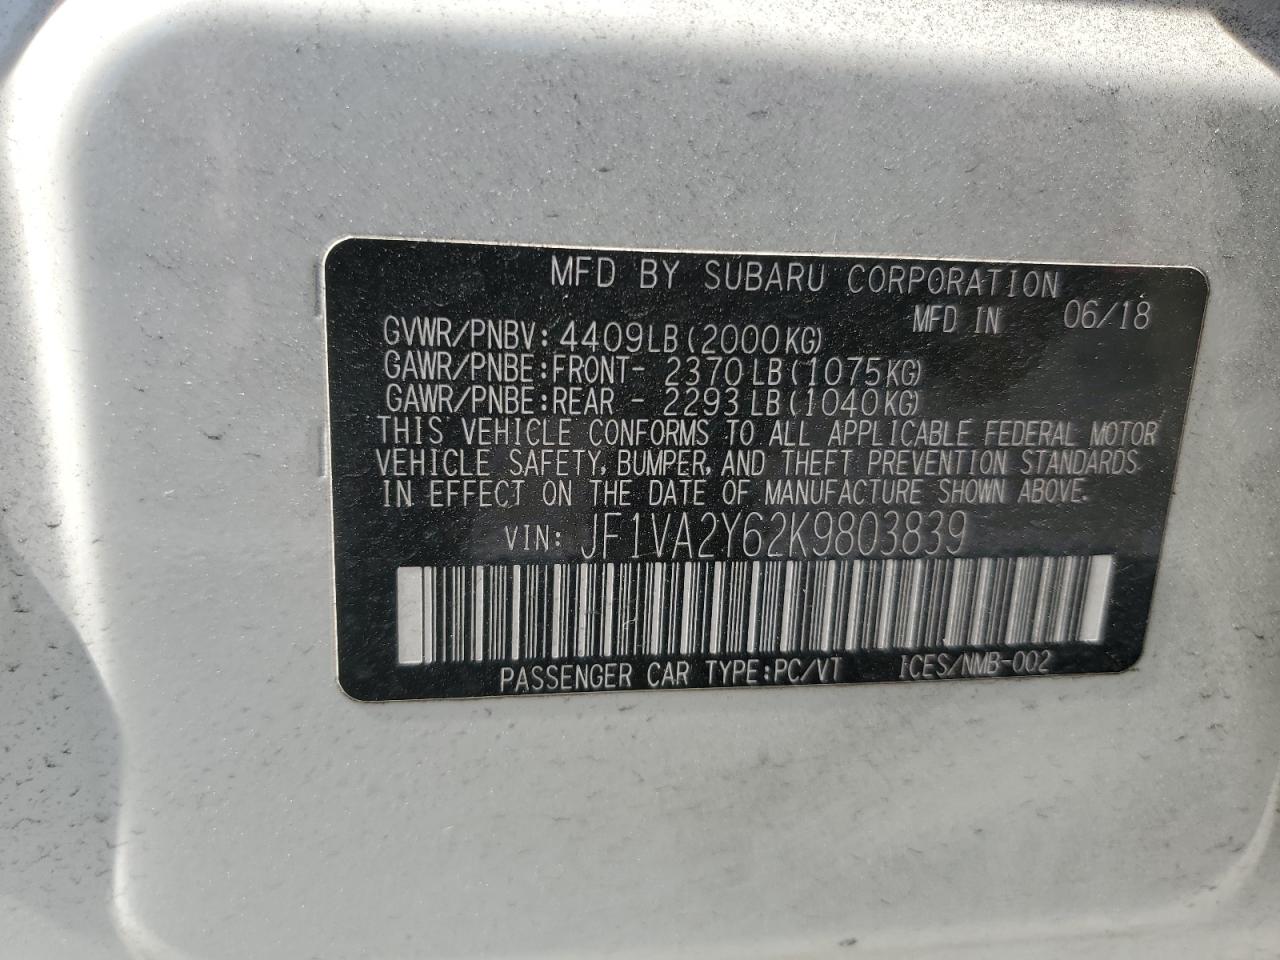 MFD BY SUBARU CORPORATION
MFD IN 06/18
GVWR/PNBV: 4409LB(2000KG)
GAWR/PNBE:FRONT- 2370LB(1075KG)
GAWR/PNBE:REAR - 2293LB(1040KG)
THIS VEHICLE CONFORMS TO ALL APPLICABLE FEDERAL MOTOR
VEHICLE SAFETY, BUMPER, AND THEFT PREVENTION STANDARDS
IN EFFECT ON THE DATE OF MANUFACTURE SHOWN ABOVE.
VIN: JF1VA2Y62K9803839
PASSENGER CAR TYPE:PC/VT ICES/NMB-002